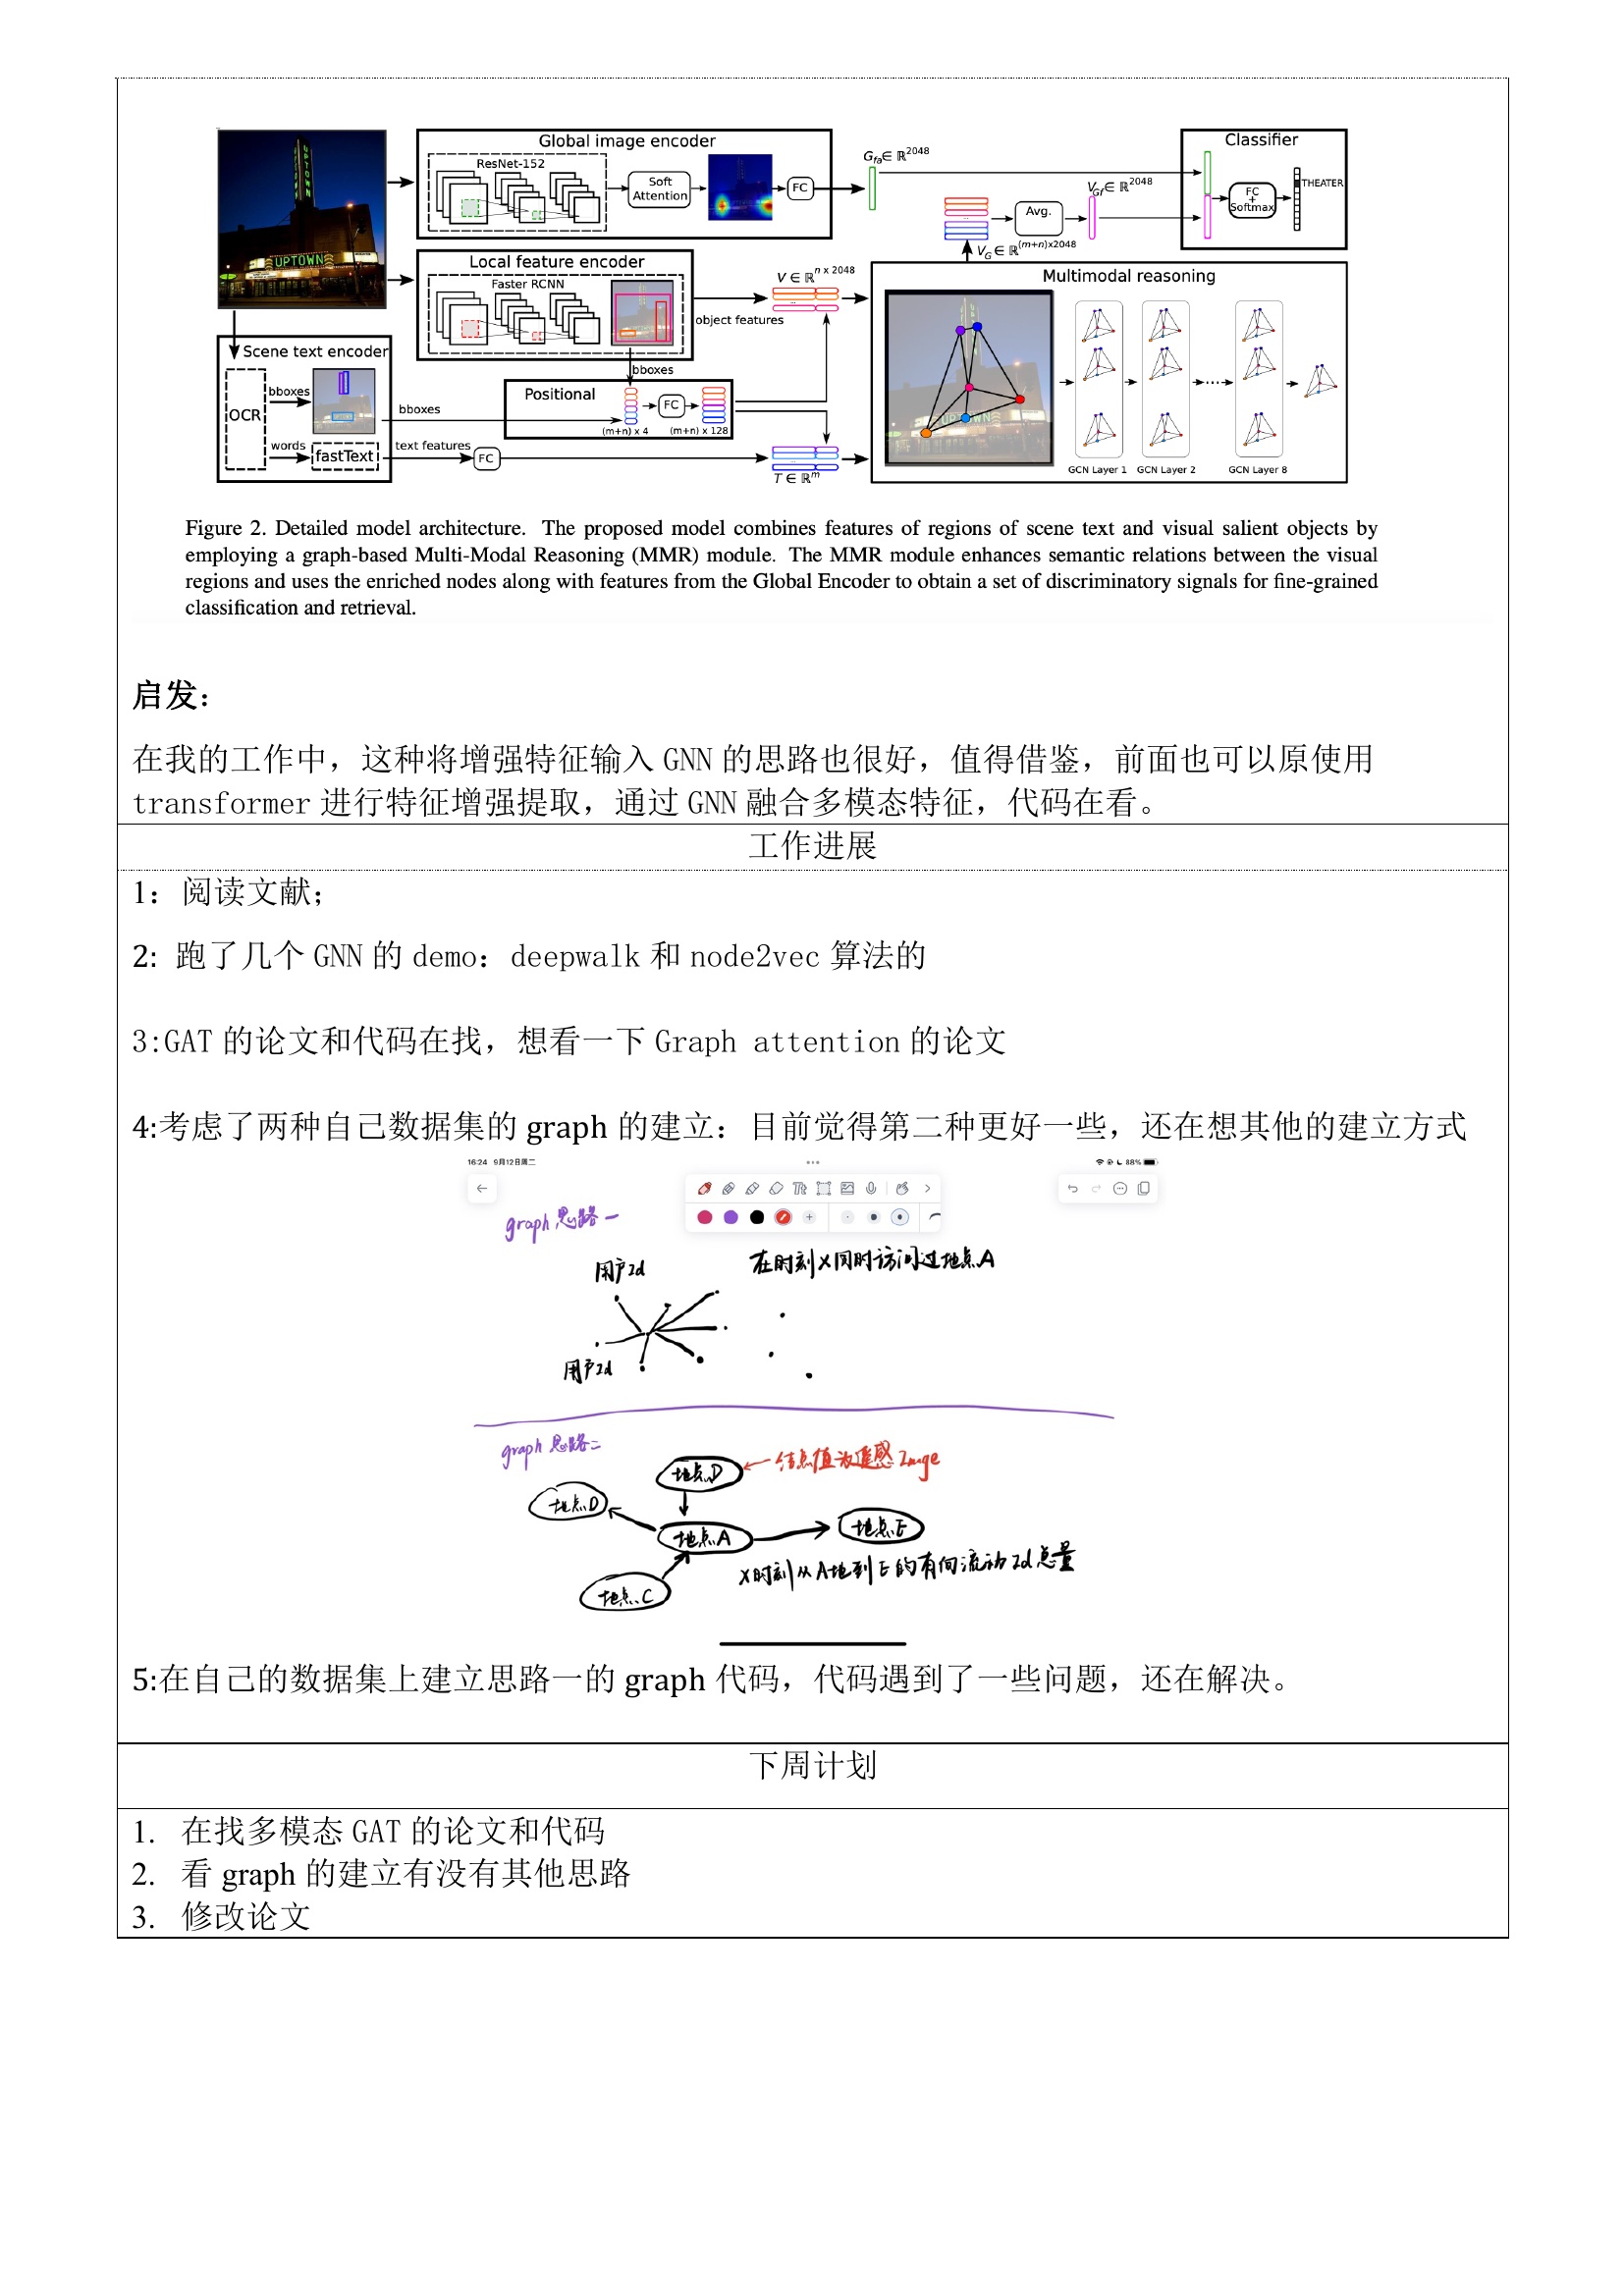 Global image encoder
ResNet-152
Soft
Attention
FC
G_fa ∈ ℝ^2048
Classifier
V_Gf ∈ ℝ^2048
FC
+
Softmax
THEATER
Avg.
V_G ∈ ℝ^(m+n)x2048
UPTOWN
UPTOWN
Local feature encoder
Faster RCNN
object features
V ∈ ℝ^n x 2048
..
Multimodal reasoning
UPTOWN
GCN Layer 1 GCN Layer 2 GCN Layer 8
Scene text encoder
OCR
bboxes
words
fastText
bboxes
bboxes
Positional
FC
(m+n) x 4 (m+n) x 128
text features
FC
T ∈ ℝ^m
Figure 2. Detailed model architecture. The proposed model combines features of regions of scene text and visual salient objects by
employing a graph-based Multi-Modal Reasoning (MMR) module. The MMR module enhances semantic relations between the visual
regions and uses the enriched nodes along with features from the Global Encoder to obtain a set of discriminatory signals for fine-grained
classification and retrieval.
启发：
在我的工作中，这种将增强特征输入 GNN 的思路也很好，值得借鉴，前面也可以原使用
transformer 进行特征增强提取，通过 GNN 融合多模态特征，代码在看。
工作进展
1：阅读文献；
2: 跑了几个 GNN 的 demo：deepwalk 和 node2vec 算法的
3:GAT 的论文和代码在找，想看一下 Graph attention 的论文
4:考虑了两种自己数据集的 graph 的建立：目前觉得第二种更好一些，还在想其他的建立方式
16:24 9月12日周二
88%
graph 思路一
用户Id
在时刻X同时访问过地点A
用户Id
graph 思路二
地点D
←结点值为遥感Image
地点D
地点A
地点E
X时刻从A地到E的有向流动Id总量
地点C
5:在自己的数据集上建立思路一的 graph 代码，代码遇到了一些问题，还在解决。
下周计划
1. 在找多模态 GAT 的论文和代码
2. 看 graph 的建立有没有其他思路
3. 修改论文